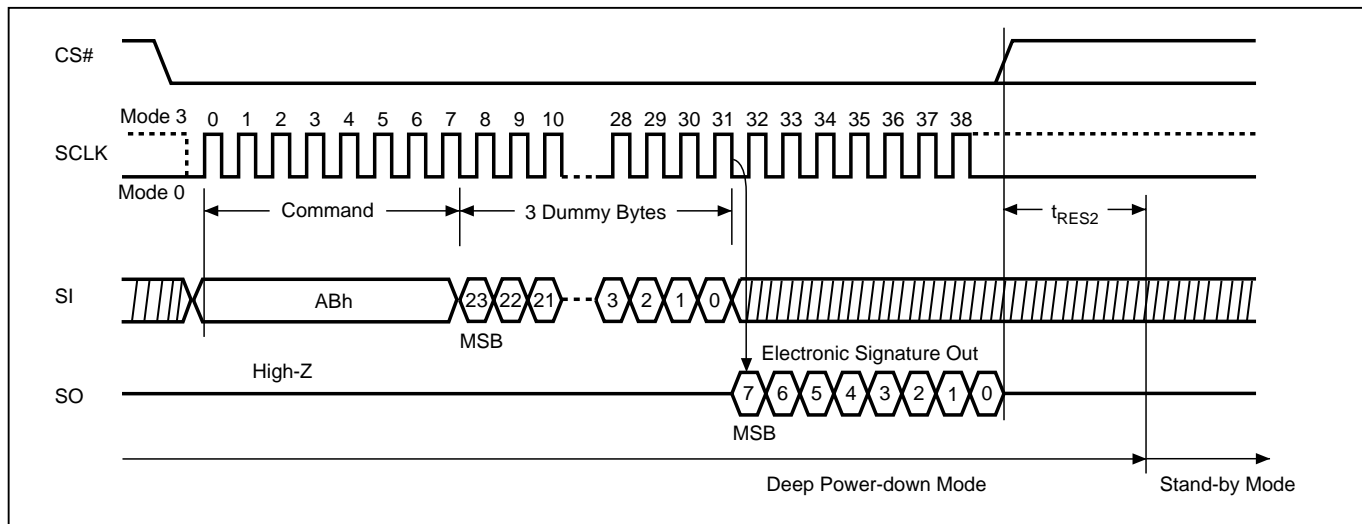 CS#
Mode 3 0 1 2 3 4 5 6 7 8 9 10 28 29 30 31 32 33 34 35 36 37 38
SCLK
Mode 0
Command 3 Dummy Bytes tRES2
SI ABh 23 22 21 3 2 1 0
MSB
Electronic Signature Out
High-Z
SO 7 6 5 4 3 2 1 0
MSB
Deep Power-down Mode Stand-by Mode